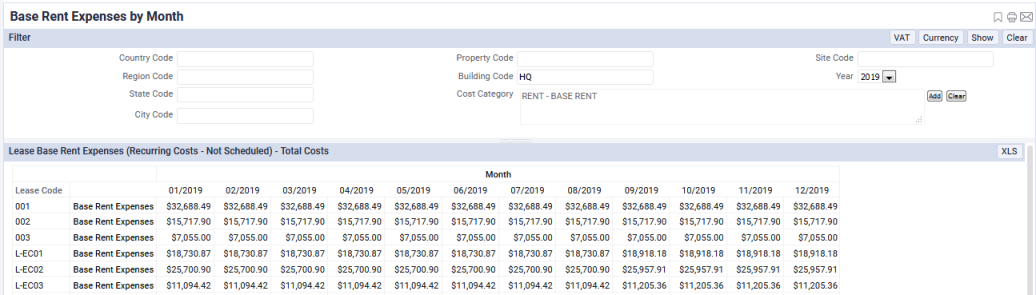 Base Rent Expenses by Month
Filter VAT Currency Show Clear
Country Code Property Code Site Code
Region Code Building Code HQ Year 2019
State Code Cost Category RENT - BASE RENT Add Clear
City Code
Lease Base Rent Expenses (Recurring Costs - Not Scheduled) - Total Costs XLS
Month
Lease Code 01/2019 02/2019 03/2019 04/2019 05/2019 06/2019 07/2019 08/2019 09/2019 10/2019 11/2019 12/2019
001 Base Rent Expenses $32,688.49 $32,688.49 $32,688.49 $32,688.49 $32,688.49 $32,688.49 $32,688.49 $32,688.49 $32,688.49 $32,688.49 $32,688.49 $32,688.49
002 Base Rent Expenses $15,717.90 $15,717.90 $15,717.90 $15,717.90 $15,717.90 $15,717.90 $15,717.90 $15,717.90 $15,717.90 $15,717.90 $15,717.90 $15,717.90
003 Base Rent Expenses $7,055.00 $7,055.00 $7,055.00 $7,055.00 $7,055.00 $7,055.00 $7,055.00 $7,055.00 $7,055.00 $7,055.00 $7,055.00 $7,055.00
L-EC01 Base Rent Expenses $18,730.87 $18,730.87 $18,730.87 $18,730.87 $18,730.87 $18,730.87 $18,730.87 $18,730.87 $18,918.18 $18,918.18 $18,918.18 $18,918.18
L-EC02 Base Rent Expenses $25,700.90 $25,700.90 $25,700.90 $25,700.90 $25,700.90 $25,700.90 $25,700.90 $25,700.90 $25,957.91 $25,957.91 $25,957.91 $25,957.91
L-EC03 Base Rent Expenses $11,094.42 $11,094.42 $11,094.42 $11,094.42 $11,094.42 $11,094.42 $11,094.42 $11,094.42 $11,205.36 $11,205.36 $11,205.36 $11,205.36